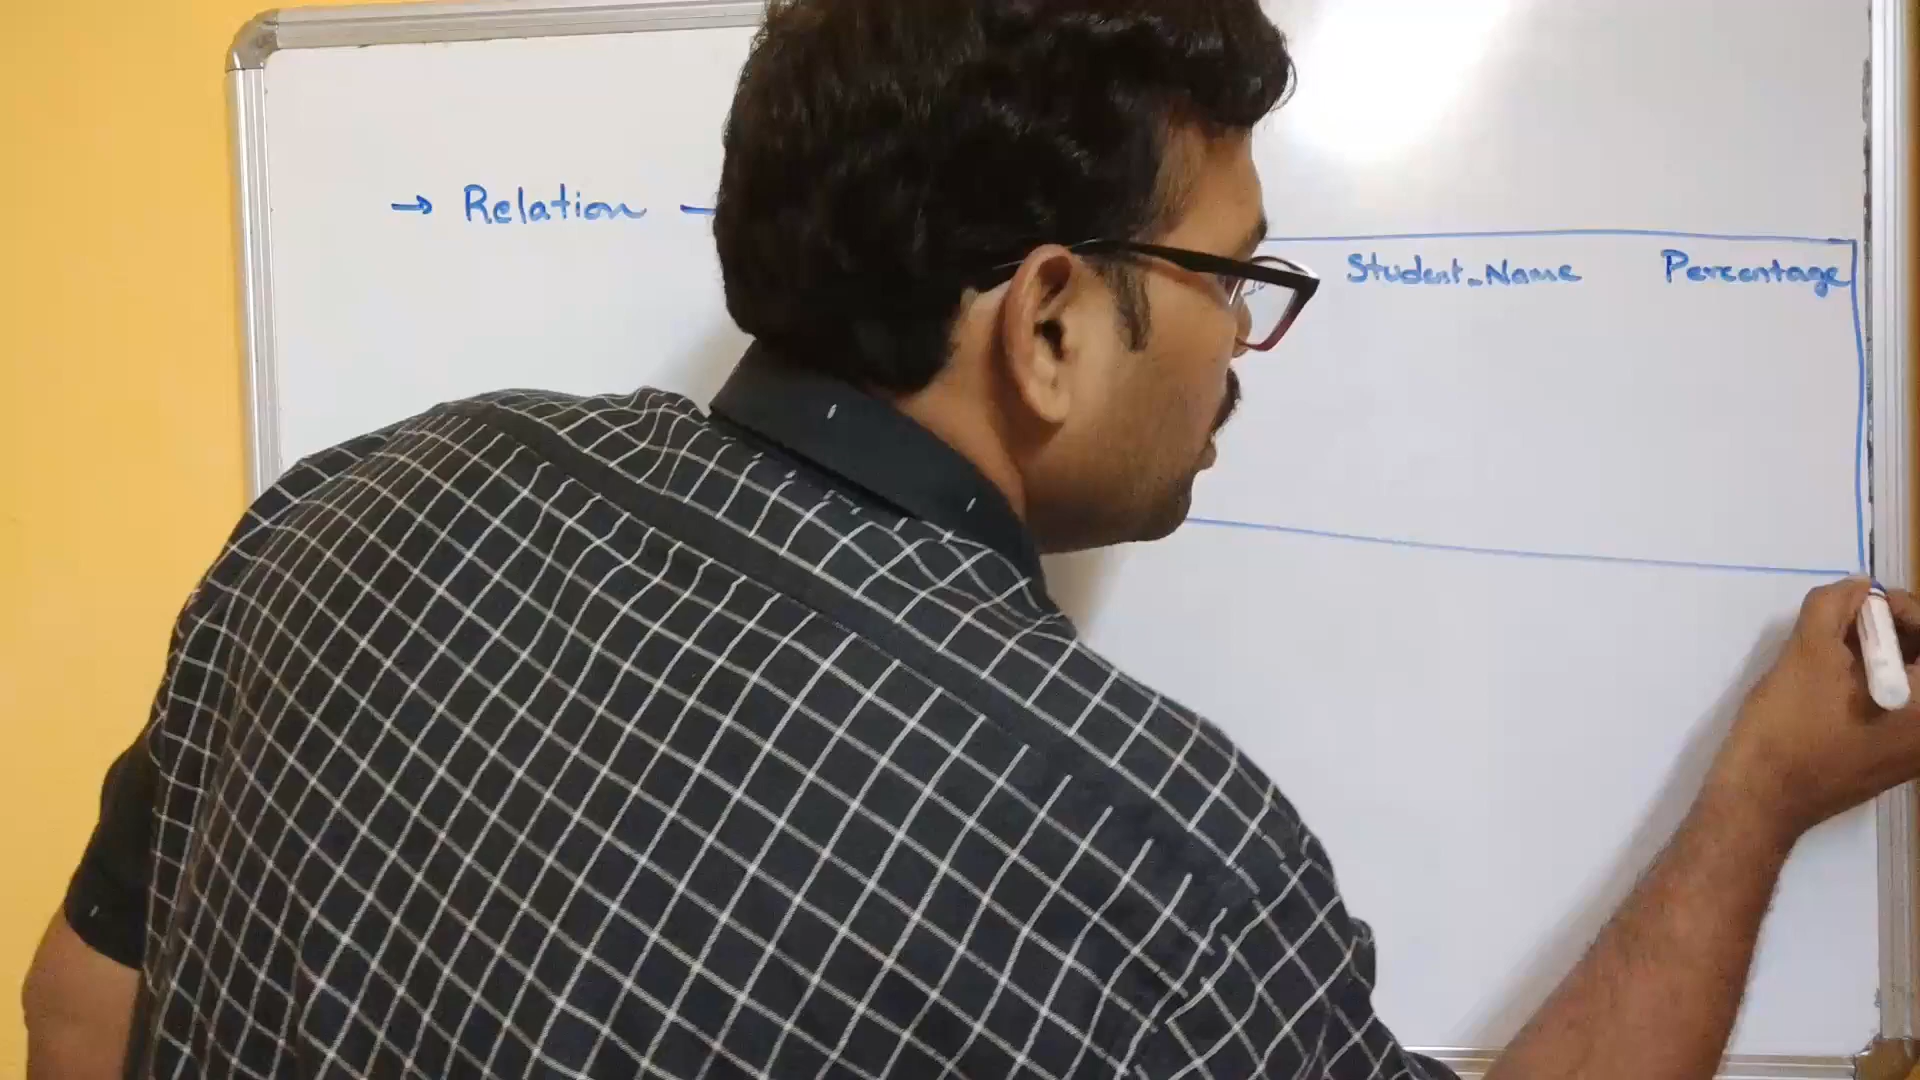 → Relation –
Student_Name Percentage